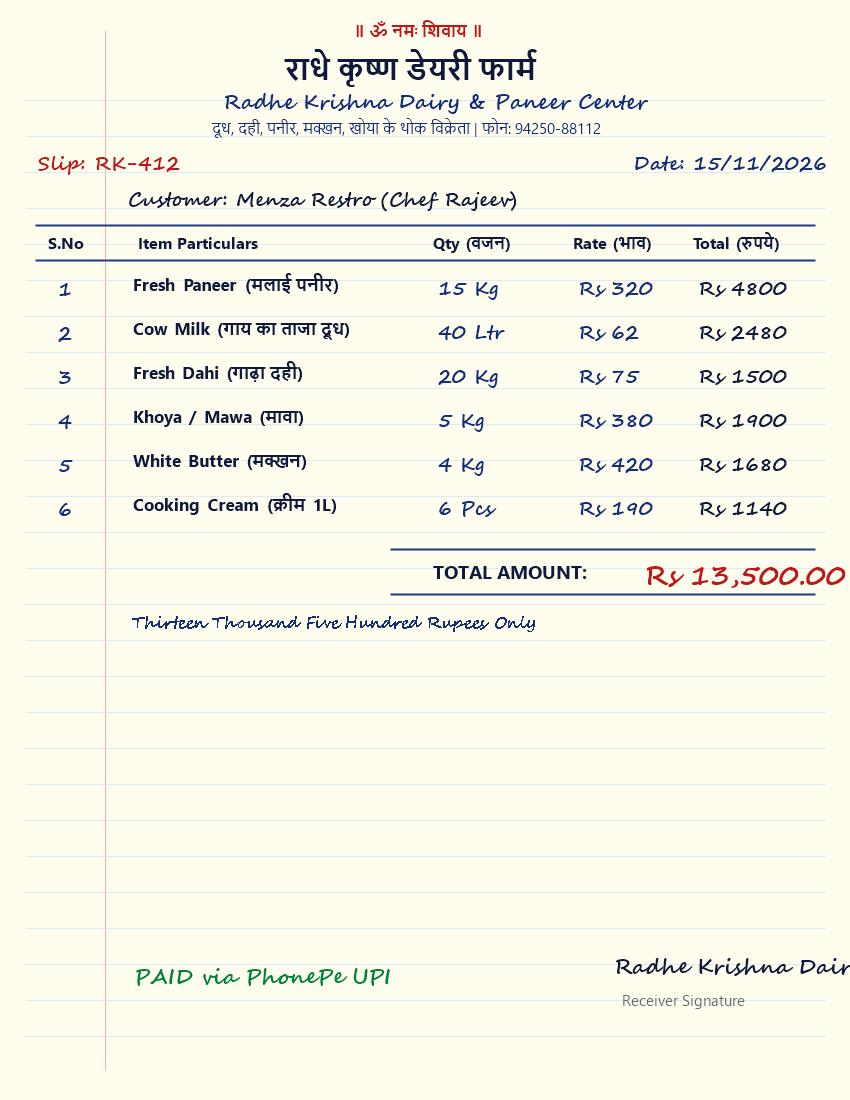 ॥ ॐ नमः शिवाय ॥
राधे कृष्ण डेयरी फार्म
Radhe Krishna Dairy & Paneer Center
दूध, दही, पनीर, मक्खन, खोया के थोक विक्रेता | फोन: 94250-88112
Slip: RK-412 Date: 15/11/2026
Customer: Menza Restro (Chef Rajeev)
S.No Item Particulars Qty (वजन) Rate (भाव) Total (रुपये)
1 Fresh Paneer (मलाई पनीर) 15 Kg Rs 320 Rs 4800
2 Cow Milk (गाय का ताजा दूध) 40 Ltr Rs 62 Rs 2480
3 Fresh Dahi (गाढ़ा दही) 20 Kg Rs 75 Rs 1500
4 Khoya / Mawa (मावा) 5 Kg Rs 380 Rs 1900
5 White Butter (मक्खन) 4 Kg Rs 420 Rs 1680
6 Cooking Cream (क्रीम 1L) 6 Pcs Rs 190 Rs 1140
TOTAL AMOUNT: Rs 13,500.00
Thirteen Thousand Five Hundred Rupees Only
PAID via PhonePe UPI Radhe Krishna Dair
Receiver Signature